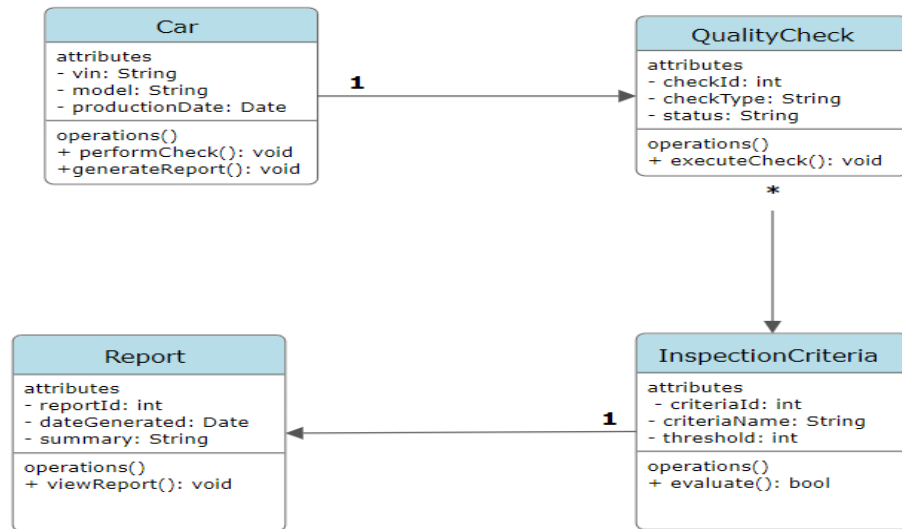 Car
attributes
- vin: String
- model: String
- productionDate: Date
operations()
+ performCheck(): void
+generateReport(): void
1
QualityCheck
attributes
- checkId: int
- checkType: String
- status: String
operations()
+ executeCheck(): void
*
Report
attributes
- reportId: int
- dateGenerated: Date
- summary: String
operations()
+ viewReport(): void
1
InspectionCriteria
attributes
- criteriaId: int
- criteriaName: String
- threshold: int
operations()
+ evaluate(): bool